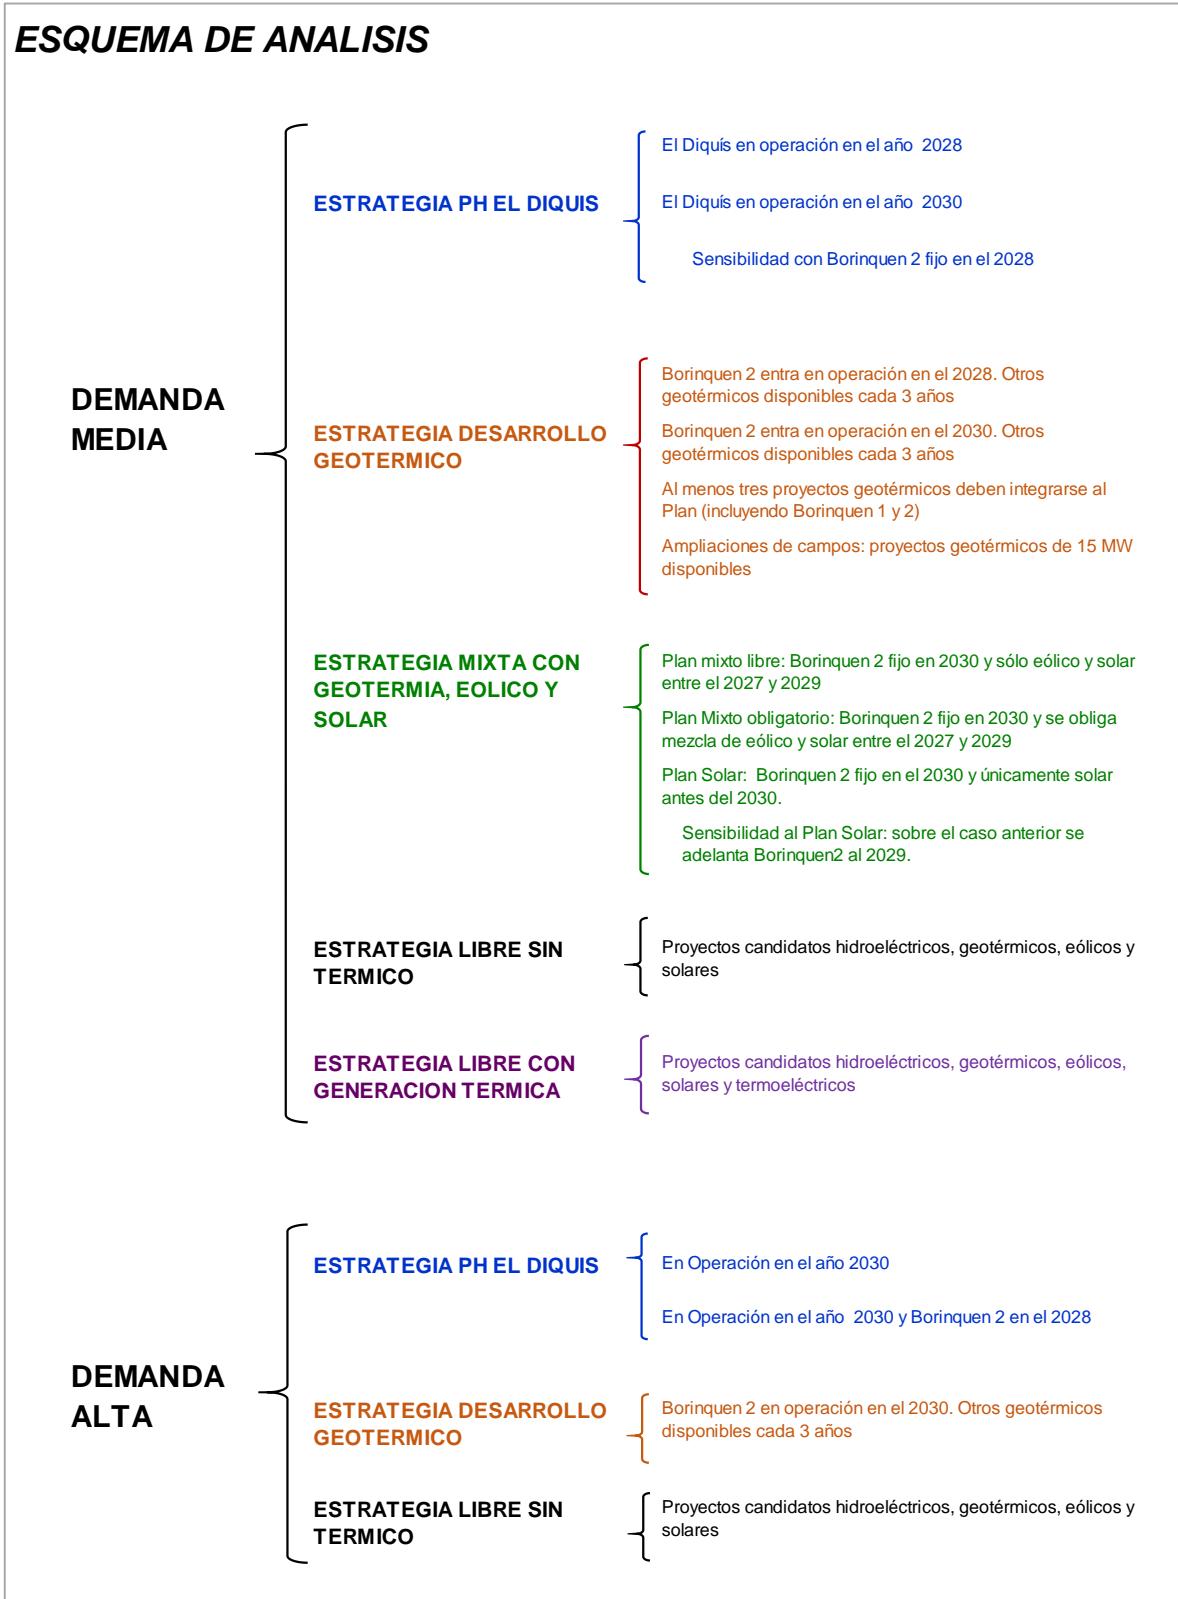 ESQUEMA DE ANALISIS
DEMANDA
MEDIA
ESTRATEGIA PH EL DIQUIS
El Diquís en operación en el año 2028
El Diquís en operación en el año 2030
Sensibilidad con Borinquen 2 fijo en el 2028
ESTRATEGIA DESARROLLO
GEOTERMICO
Borinquen 2 entra en operación en el 2028. Otros
geotérmicos disponibles cada 3 años
Borinquen 2 entra en operación en el 2030. Otros
geotérmicos disponibles cada 3 años
Al menos tres proyectos geotérmicos deben integrarse al
Plan (incluyendo Borinquen 1 y 2)
Ampliaciones de campos: proyectos geotérmicos de 15 MW
disponibles
ESTRATEGIA MIXTA CON
GEOTERMIA, EOLICO Y
SOLAR
Plan mixto libre: Borinquen 2 fijo en 2030 y sólo eólico y solar
entre el 2027 y 2029
Plan Mixto obligatorio: Borinquen 2 fijo en 2030 y se obliga
mezcla de eólico y solar entre el 2027 y 2029
Plan Solar: Borinquen 2 fijo en el 2030 y únicamente solar
antes del 2030.
Sensibilidad al Plan Solar: sobre el caso anterior se
adelanta Borinquen2 al 2029.
ESTRATEGIA LIBRE SIN
TERMICO
Proyectos candidatos hidroeléctricos, geotérmicos, eólicos y
solares
ESTRATEGIA LIBRE CON
GENERACION TERMICA
Proyectos candidatos hidroeléctricos, geotérmicos, eólicos,
solares y termoeléctricos
DEMANDA
ALTA
ESTRATEGIA PH EL DIQUIS
En Operación en el año 2030
En Operación en el año 2030 y Borinquen 2 en el 2028
ESTRATEGIA DESARROLLO
GEOTERMICO
Borinquen 2 en operación en el 2030. Otros geotérmicos
disponibles cada 3 años
ESTRATEGIA LIBRE SIN
TERMICO
Proyectos candidatos hidroeléctricos, geotérmicos, eólicos y
solares